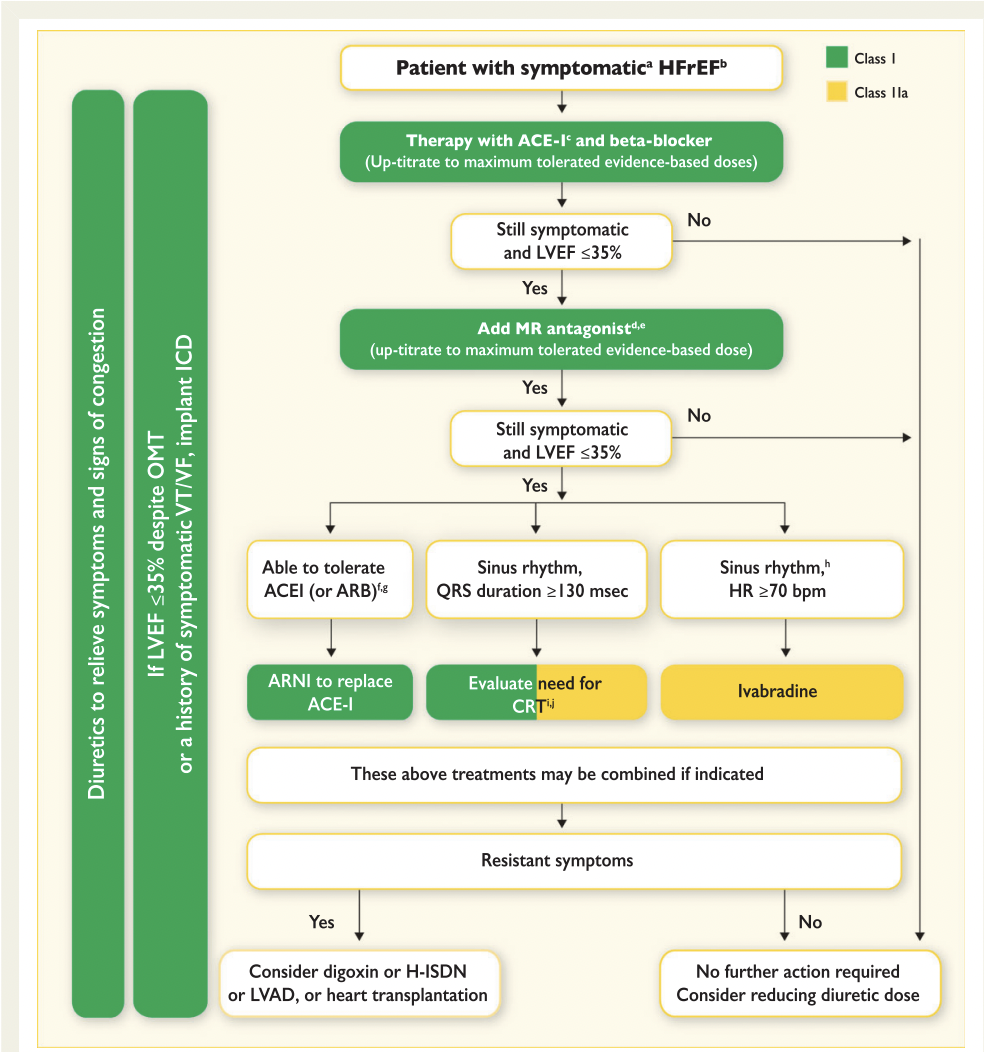 Patient with symptomaticᵃ HFrEFᵇ
Class I
Class IIa
Diuretics to relieve symptoms and signs of congestion
If LVEF ≤35% despite OMT
or a history of symptomatic VT/VF, implant ICD
Therapy with ACE-Iᶜ and beta-blocker
(Up-titrate to maximum tolerated evidence-based doses)
Still symptomatic
and LVEF ≤35%
No
Yes
Add MR antagonistᵈ,ᵉ
(up-titrate to maximum tolerated evidence-based dose)
Yes
Still symptomatic
and LVEF ≤35%
No
Yes
Able to tolerate
ACEI (or ARB)ᶠ,ᵍ
Sinus rhythm,
QRS duration ≥130 msec
Sinus rhythm,ʰ
HR ≥70 bpm
ARNI to replace
ACE-I
Evaluate need for
CRTⁱ,ʲ
Ivabradine
These above treatments may be combined if indicated
Resistant symptoms
Yes
No
Consider digoxin or H-ISDN
or LVAD, or heart transplantation
No further action required
Consider reducing diuretic dose